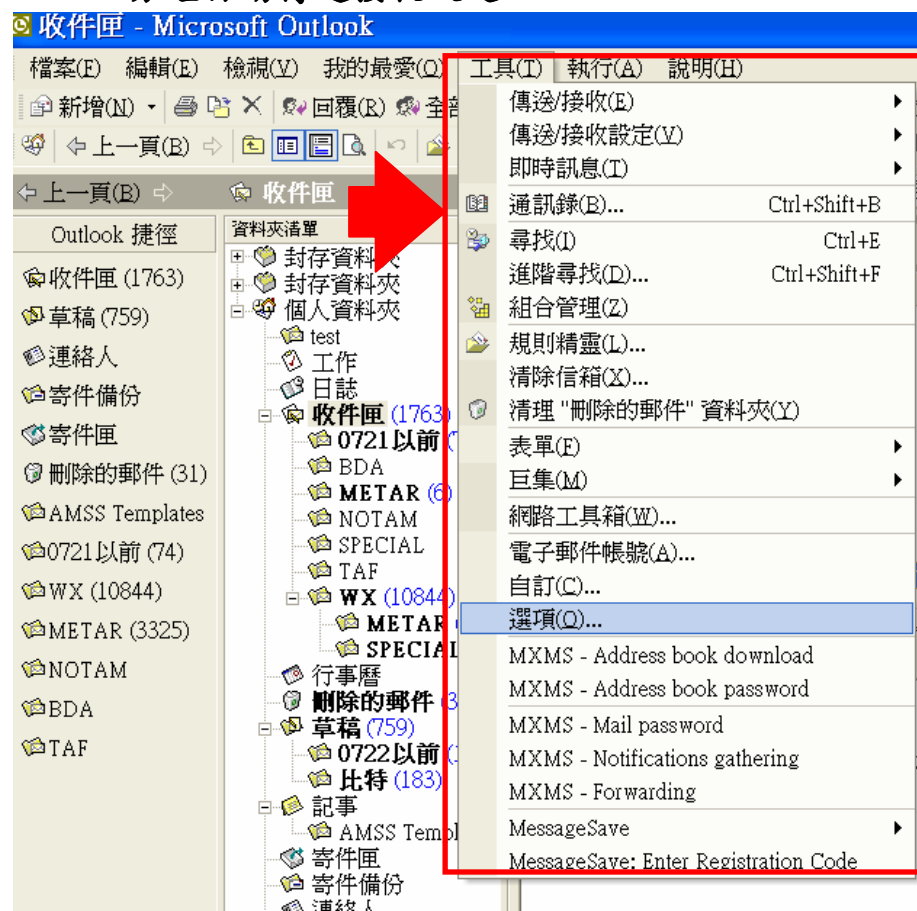 收件匣 - Microsoft Outlook
檔案(F) 編輯(E) 檢視(V) 我的最愛(O) 工具(T) 執行(A) 說明(H)
新增(N) 回覆(R)
上一頁(B)
上一頁(B) 收件匣
Outlook 捷徑
收件匣 (1763)
草稿 (759)
連絡人
寄件備份
寄件匣
刪除的郵件 (31)
AMSS Templates
0721以前 (74)
WX (10844)
METAR (3325)
NOTAM
BDA
TAF
資料夾清單
封存資料夾
封存資料夾
個人資料夾
test
工作
日誌
收件匣 (1763)
0721以前
BDA
METAR (6)
NOTAM
SPECIAL
TAF
WX (10844)
METAR
SPECIAL
行事曆
刪除的郵件
草稿 (759)
0722以前
比特 (183)
記事
AMSS Templ
寄件匣
寄件備份
連絡人
傳送/接收(E)
傳送/接收設定(V)
即時訊息(T)
通訊錄(B)... Ctrl+Shift+B
尋找(I) Ctrl+E
進階尋找(D)... Ctrl+Shift+F
組合管理(Z)
規則精靈(L)...
清除信箱(X)...
清理 "刪除的郵件" 資料夾(Y)
表單(F)
巨集(M)
網路工具箱(W)...
電子郵件帳號(A)...
自訂(C)...
選項(O)...
MXMS - Address book download
MXMS - Address book password
MXMS - Mail password
MXMS - Notifications gathering
MXMS - Forwarding
MessageSave
MessageSave: Enter Registration Code